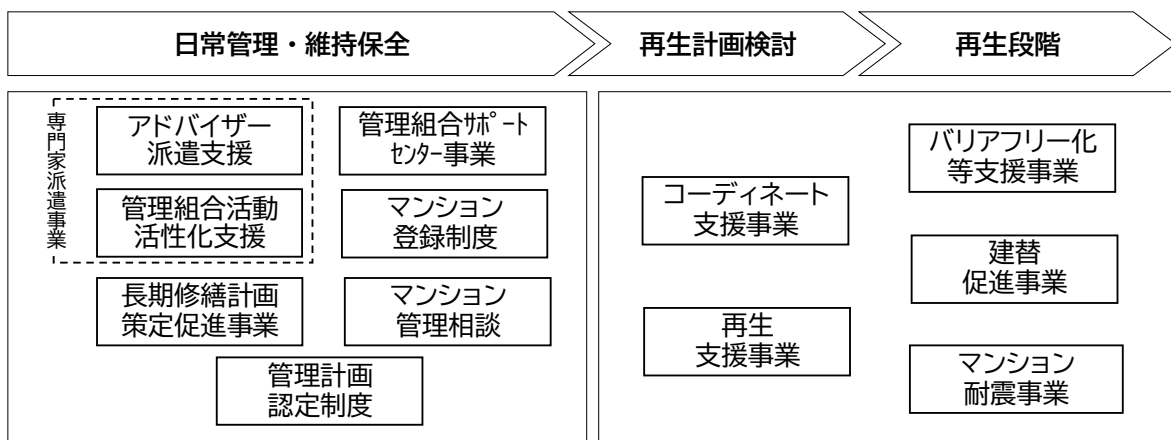 日常管理・維持保全
再生計画検討
再生段階
専門家派遣事業
アドバイザー
派遣支援
管理組合活動
活性化支援
長期修繕計画
策定促進事業
管理組合ｻﾎﾟｰﾄ
ｾﾝﾀｰ事業
マンション
登録制度
マンション
管理相談
管理計画
認定制度
コーディネート
支援事業
再生
支援事業
バリアフリー化
等支援事業
建替
促進事業
マンション
耐震事業